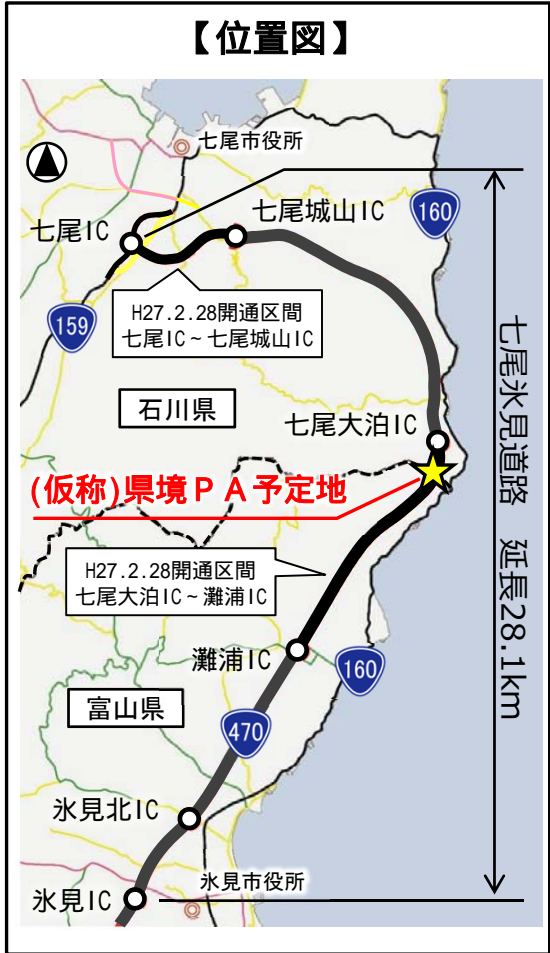 【位置図】
七尾市役所
七尾IC
七尾城山IC
160
159
H27.2.28開通区間
七尾IC~七尾城山IC
石川県
七尾大泊IC
(仮称)県境PA予定地
七尾氷見道路 延長28.1km
H27.2.28開通区間
七尾大泊IC~灘浦IC
灘浦IC
160
富山県
470
氷見北IC
氷見市役所
氷見IC